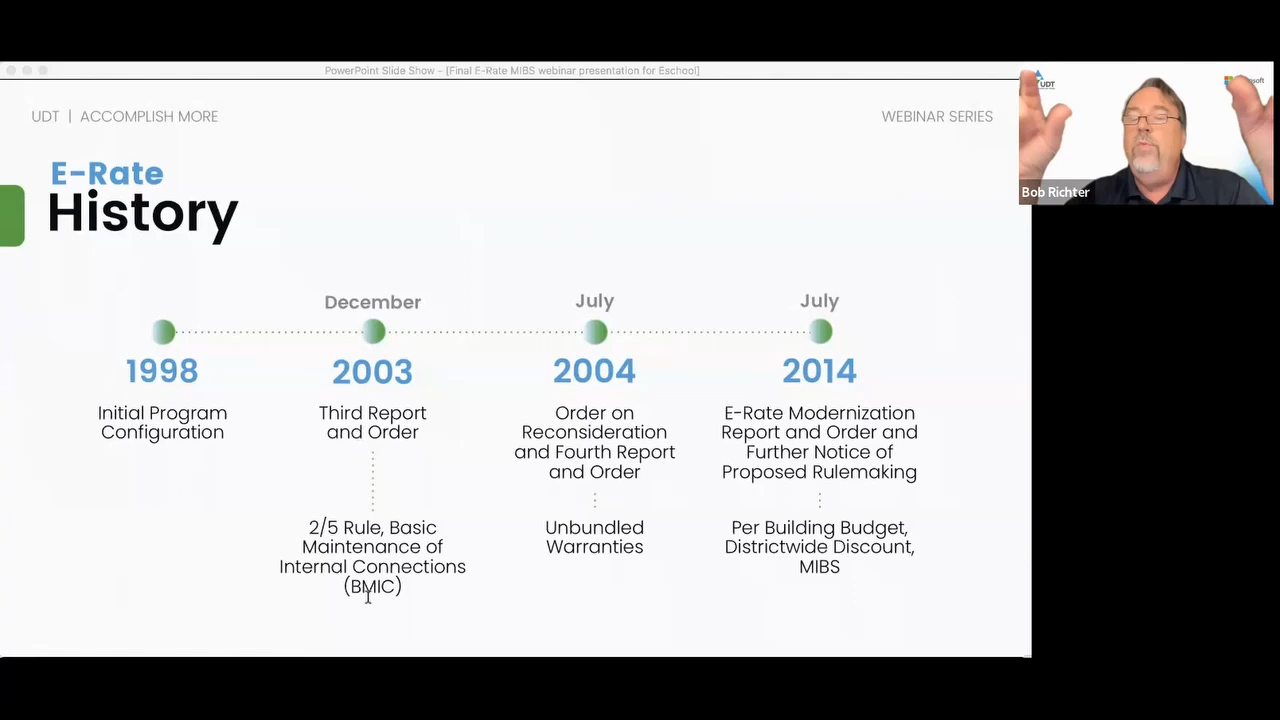 PowerPoint Slide Show - [Final E-Rate MIBS webinar presentation for Eschool]
UDT | ACCOMPLISH MORE
WEBINAR SERIES
UDT
Bob Richter
E-Rate
History
December
July
July
1998
2003
2004
2014
Initial Program
Configuration
Third Report
and Order
Order on
Reconsideration
and Fourth Report
and Order
E-Rate Modernization
Report and Order and
Further Notice of
Proposed Rulemaking
2/5 Rule, Basic
Maintenance of
Internal Connections
(BMIC)
Unbundled
Warranties
Per Building Budget,
Districtwide Discount,
MIBS